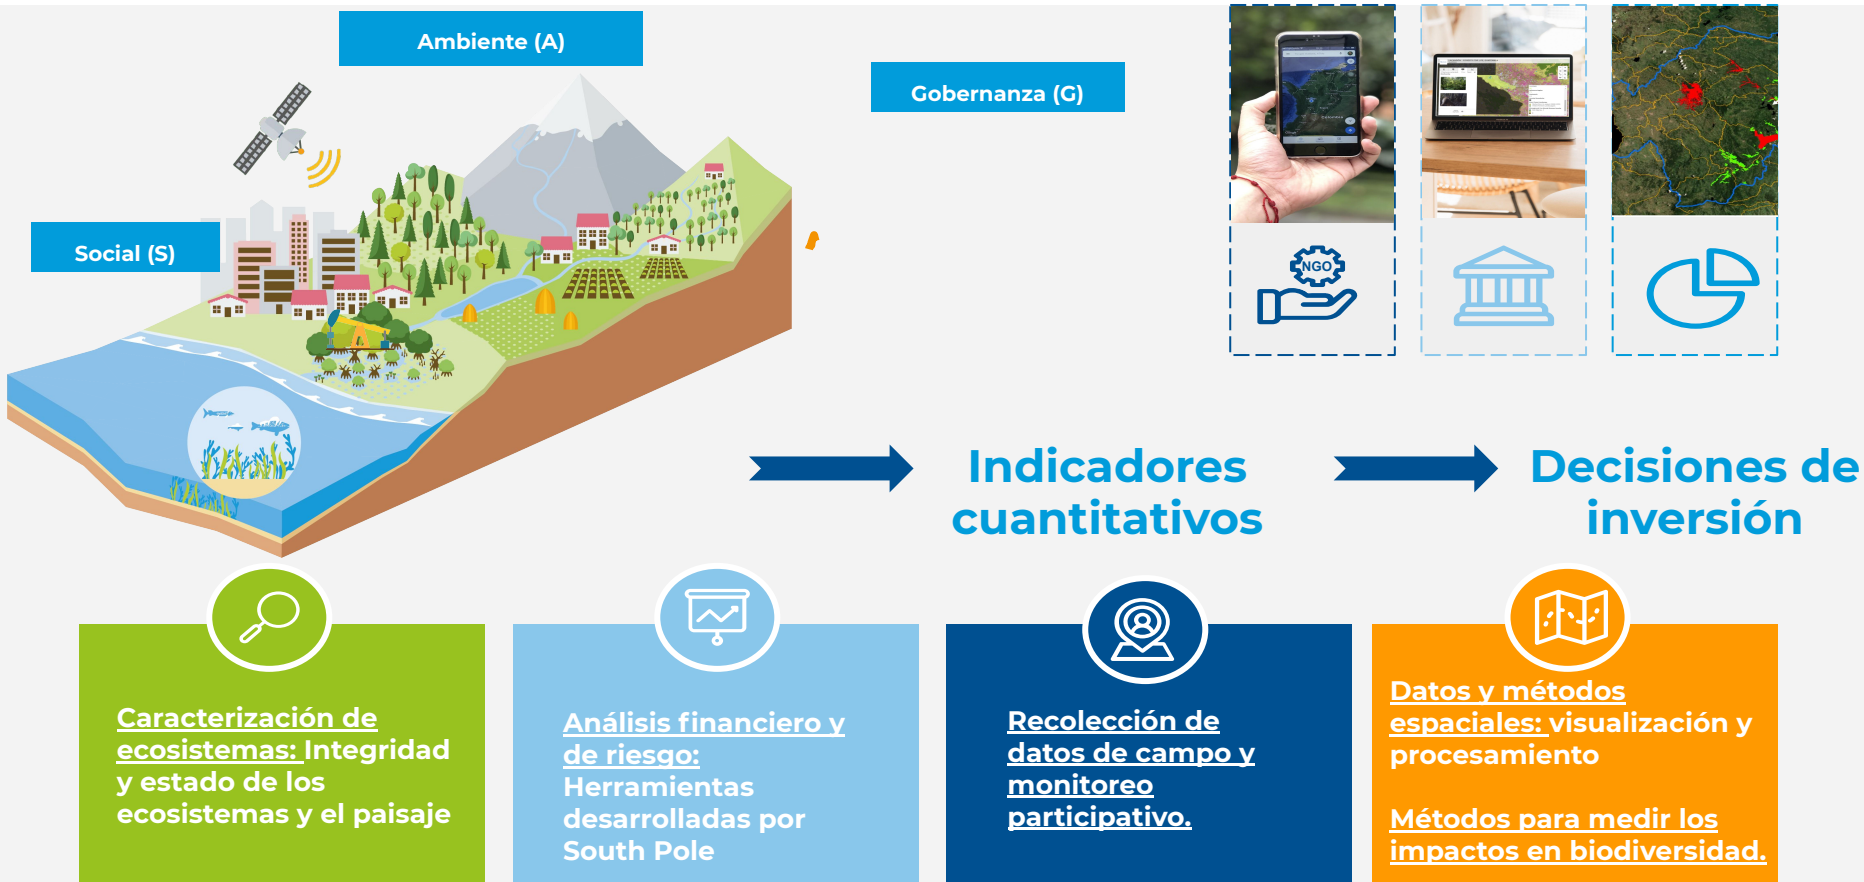 Ambiente (A)
Gobernanza (G)
Social (S)
NGO
Indicadores
cuantitativos
Decisiones de
inversión
Caracterización de
ecosistemas: Integridad
y estado de los
ecosistemas y el paisaje
Análisis financiero y
de riesgo:
Herramientas
desarrolladas por
South Pole
Recolección de
datos de campo y
monitoreo
participativo.
Datos y métodos
espaciales: visualización y
procesamiento
Métodos para medir los
impactos en biodiversidad.